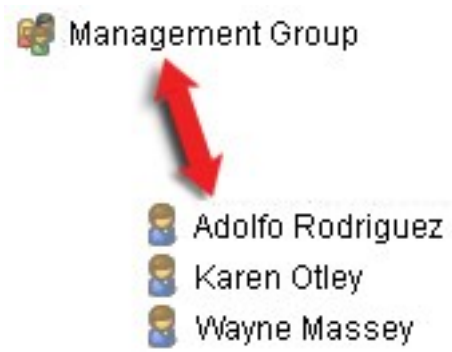 Management Group
Adolfo Rodriguez
Karen Otley
Wayne Massey